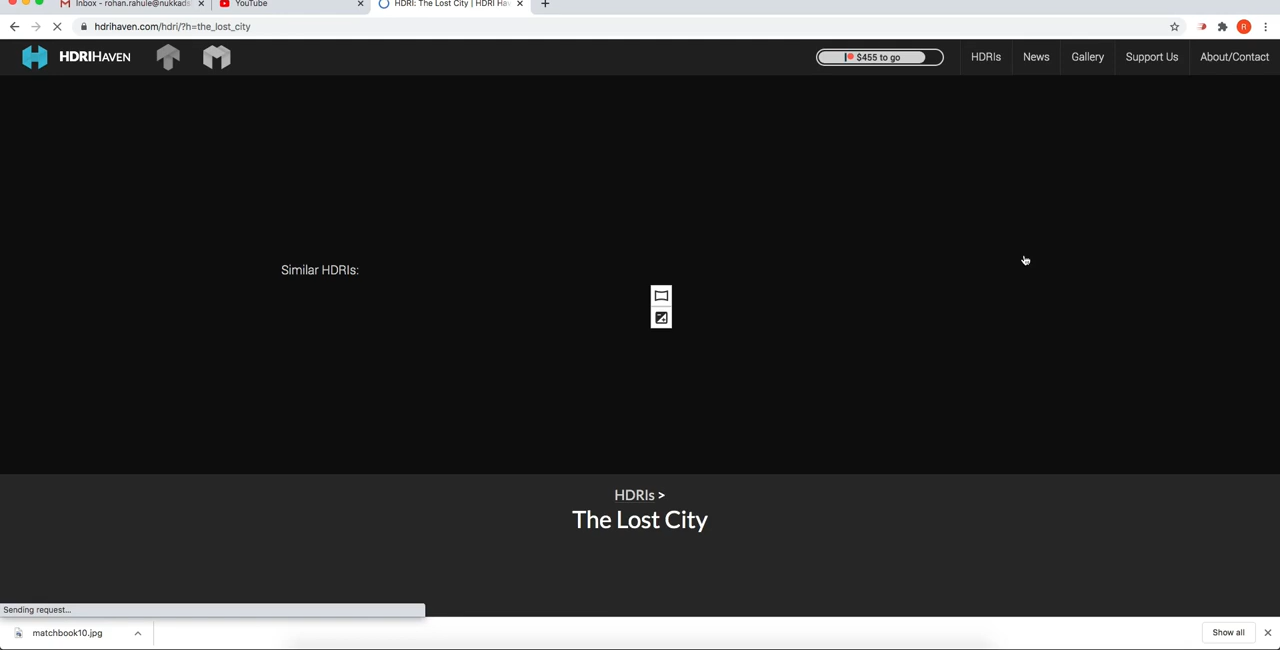 Inbox - rohan.rahule@nukkads
YouTube
HDRI: The Lost City | HDRI Hav
hdrihaven.com/hdri/?h=the_lost_city
R
HDRIHAVEN
$455 to go
HDRIs
News
Gallery
Support Us
About/Contact
Similar HDRIs:
HDRIs >
The Lost City
Sending request...
matchbook10.jpg
Show all